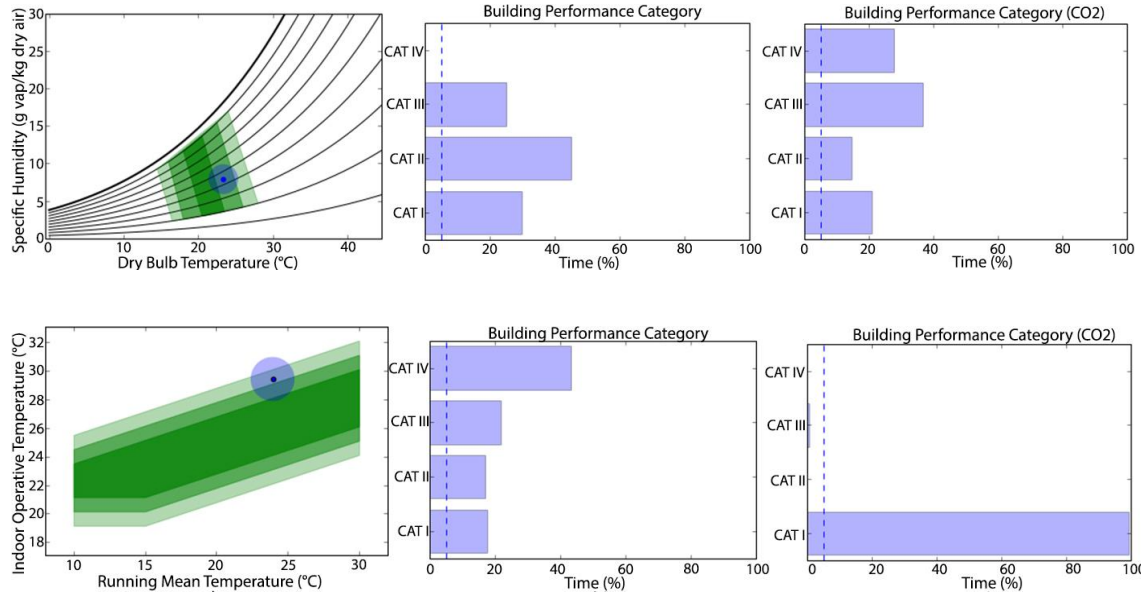 Specific Humidity (g vap/kg dry air)
30
25
20
15
10
5
0
0 10 20 30 40
Dry Bulb Temperature (°C)
Building Performance Category
CAT IV
CAT III
CAT II
CAT I
0 20 40 60 80 100
Time (%)
Building Performance Category (CO2)
CAT IV
CAT III
CAT II
CAT I
0 20 40 60 80 100
Time (%)
Indoor Operative Temperature (°C)
32
30
28
26
24
22
20
18
10 15 20 25 30
Running Mean Temperature (°C)
Building Performance Category
CAT IV
CAT III
CAT II
CAT I
0 20 40 60 80 100
Time (%)
Building Performance Category (CO2)
CAT IV
CAT III
CAT II
CAT I
0 20 40 60 80 100
Time (%)